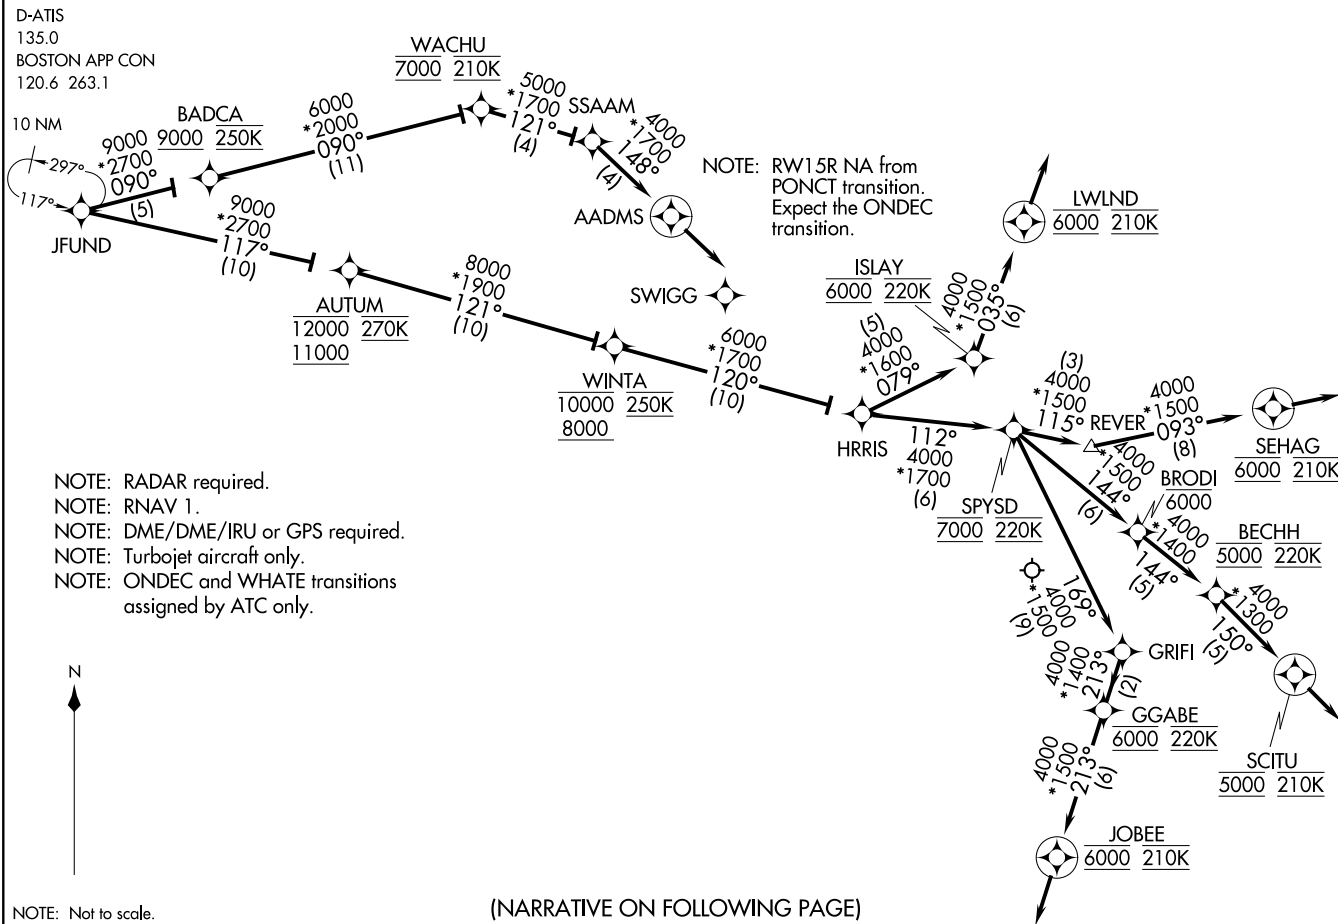 D-ATIS
135.0
BOSTON APP CON
120.6 263.1
10 NM
297°
117°
JFUND
9000
*2700
090°
(5)
BADCA
9000 250K
6000
*2000
090°
(11)
WACHU
7000 210K
5000
*1700
121°
(4)
SSAAM
4000
*1700
148°
(4)
AADMS
SWIGG
NOTE: RW15R NA from
PONCT transition.
Expect the ONDEC
transition.
9000
*2700
117°
(10)
AUTUM
12000 270K
11000
8000
*1900
121°
(10)
WINTA
10000 250K
8000
6000
*1700
120°
(10)
HRRIS
(5)
4000
*1600
079°
ISLAY
6000 220K
4000
*1500
035°
(6)
LWLND
6000 210K
112°
4000
*1700
(6)
SPYSD
7000 220K
(3)
4000
*1500
115°
REVER
4000
*1500
093°
(8)
SEHAG
6000 210K
4000
*1500
144°
(6)
BRODI
6000
4000
*1400
144°
(5)
BECHH
5000 220K
4000
*1300
150°
(5)
SCITU
5000 210K
169°
4000
*1500
(9)
GRIFI
4000
*1400
213°
(2)
GGABE
6000 220K
4000
*1500
213°
(6)
JOBEE
6000 210K
NOTE: RADAR required.
NOTE: RNAV 1.
NOTE: DME/DME/IRU or GPS required.
NOTE: Turbojet aircraft only.
NOTE: ONDEC and WHATE transitions
assigned by ATC only.
N
NOTE: Not to scale.
(NARRATIVE ON FOLLOWING PAGE)